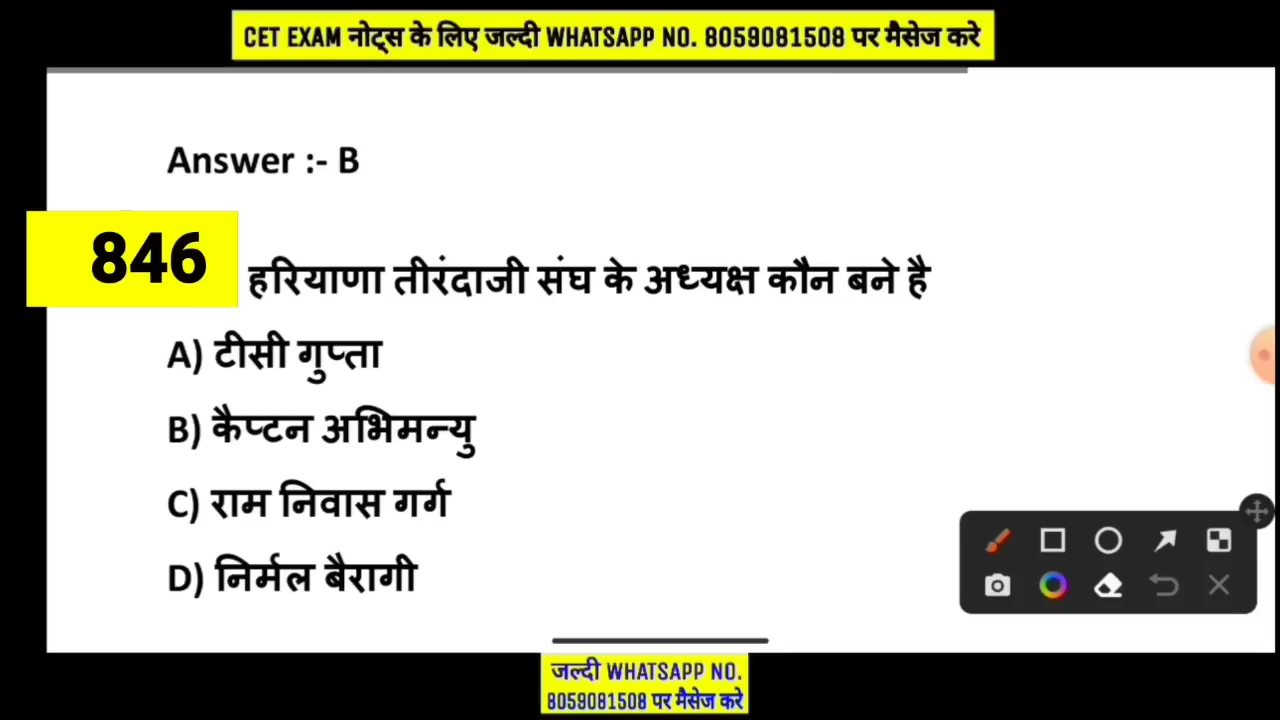 CET EXAM नोट्स के लिए जल्दी WHATSAPP NO. 8059081508 पर मैसेज करे
Answer :- B
846 हरियाणा तीरंदाजी संघ के अध्यक्ष कौन बने है
A) टीसी गुप्ता
B) कैप्टन अभिमन्यु
C) राम निवास गर्ग
D) निर्मल बैरागी
जल्दी WHATSAPP NO.
8059081508 पर मैसेज करे